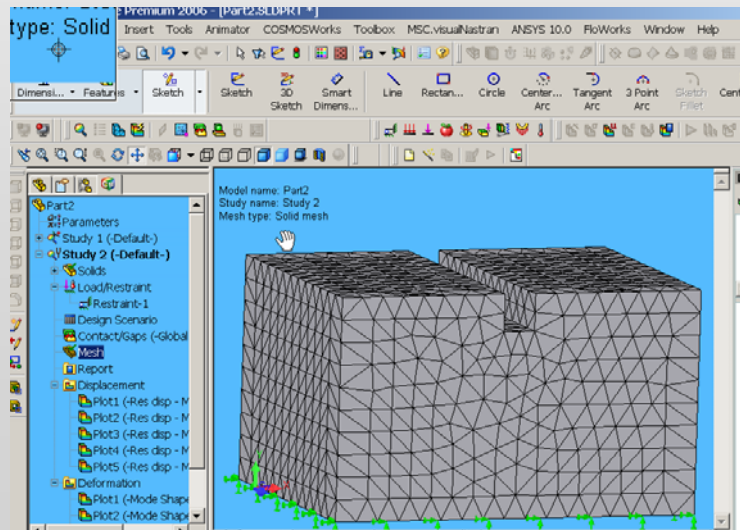 Premium 2006 - [Part2.SLDPRT *]
type: Solid
Insert Tools Animator COSMOSWorks Toolbox MSC.visualNastran ANSYS 10.0 FloWorks Window Help
Dimensi... Features Sketch Sketch 3D Sketch Smart Dimens... Line Rectan... Circle Center... Arc Tangent Arc 3 Point Arc Sketch Fillet Cent
Part2
Parameters
Study 1 (-Default-)
Study 2 (-Default-)
Solids
Load/Restraint
Restraint-1
Design Scenario
Contact/Gaps (-Global
Mesh
Report
Displacement
Plot1 (-Res disp - M
Plot2 (-Res disp - M
Plot3 (-Res disp - M
Plot4 (-Res disp - M
Plot5 (-Res disp - M
Deformation
Plot1 (-Mode Shape
Plot2 (-Mode Shape
Model name: Part2
Study name: Study 2
Mesh type: Solid mesh